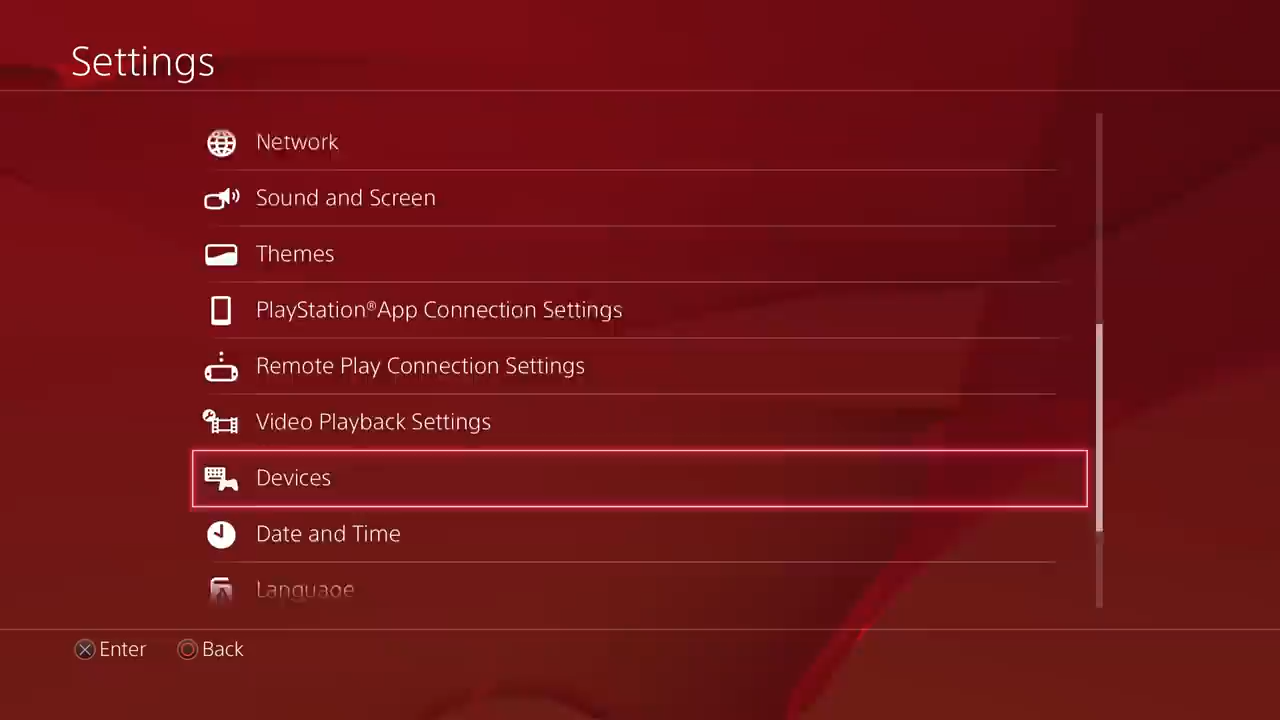 Settings
Network
Sound and Screen
Themes
PlayStation®App Connection Settings
Remote Play Connection Settings
Video Playback Settings
Devices
Date and Time
Language
Enter Back